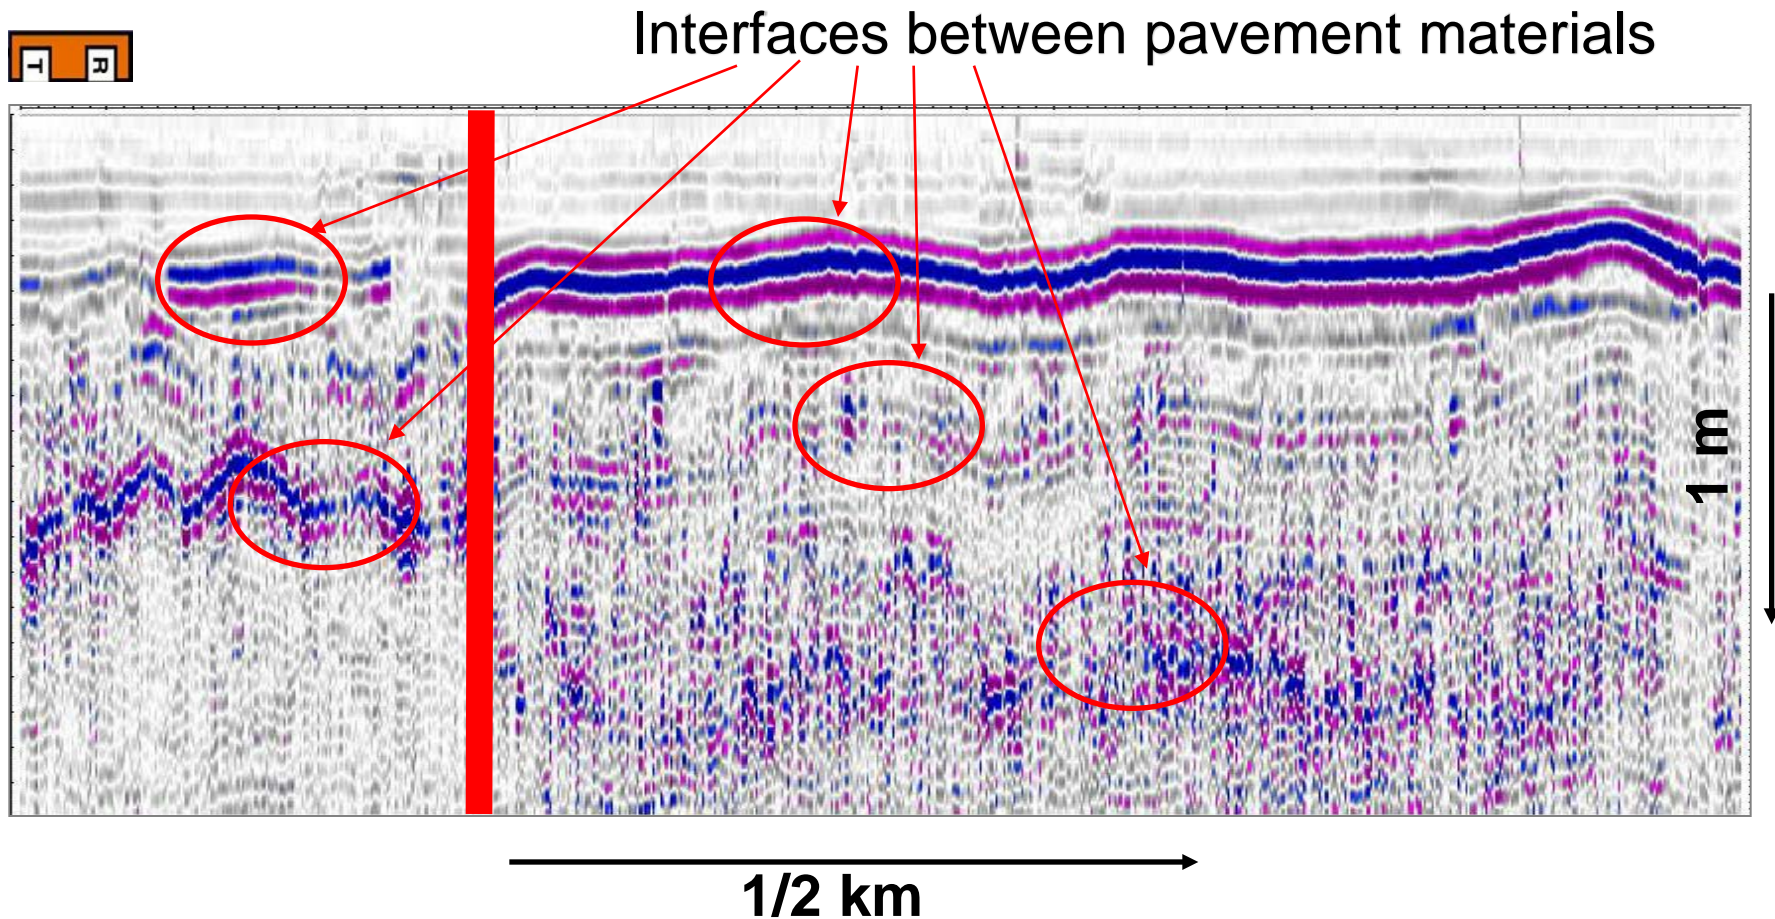 Interfaces between pavement materials
T R
1 m
1/2 km